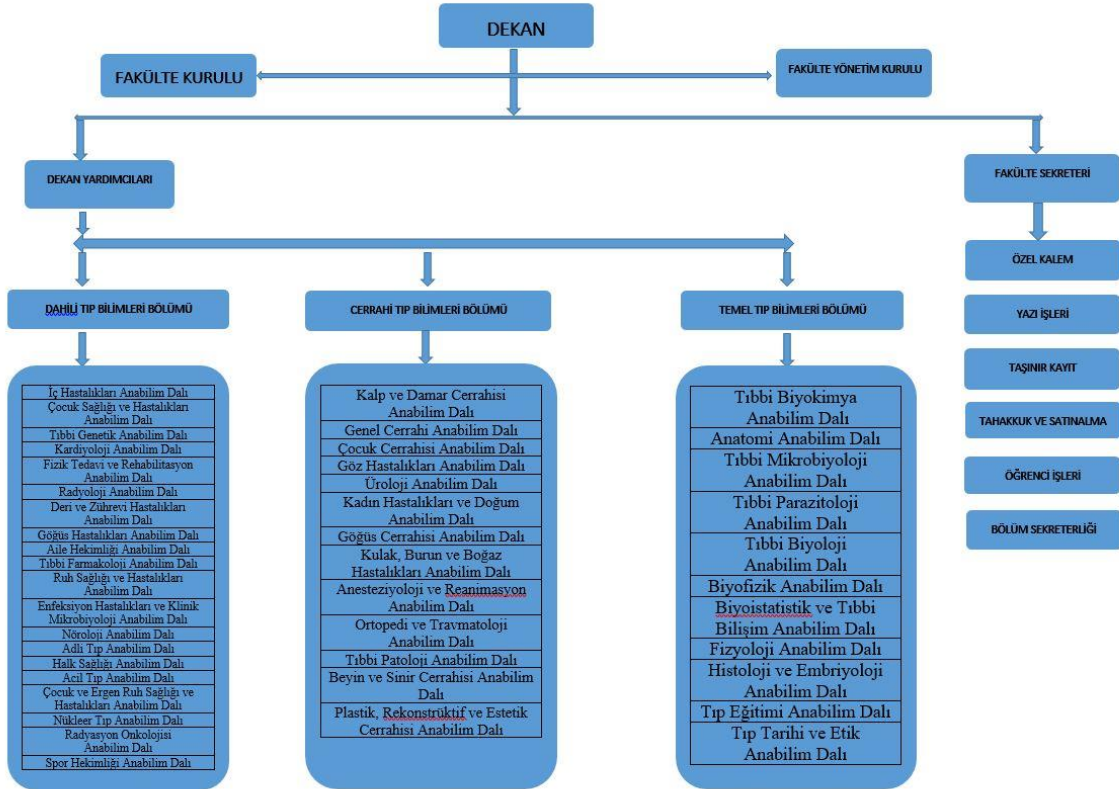 DEKAN
FAKÜLTE KURULU
FAKÜLTE YÖNETİM KURULU
DEKAN YARDIMCILARI
FAKÜLTE SEKRETERİ
ÖZEL KALEM
YAZI İŞLERİ
TAŞINIR KAYIT
TAHAKKUK VE SATINALMA
ÖĞRENCİ İŞLERİ
BÖLÜM SEKRETERLİĞİ
DAHİLİ TIP BİLİMLERİ BÖLÜMÜ
İç Hastalıkları Anabilim Dalı
Çocuk Sağlığı ve Hastalıkları
Anabilim Dalı
Tıbbi Genetik Anabilim Dalı
Kardiyoloji Anabilim Dalı
Fizik Tedavi ve Rehabilitasyon
Anabilim Dalı
Radyoloji Anabilim Dalı
Deri ve Zührevi Hastalıkları
Anabilim Dalı
Göğüs Hastalıkları Anabilim Dalı
Aile Hekimliği Anabilim Dalı
Tıbbi Farmakoloji Anabilim Dalı
Ruh Sağlığı ve Hastalıkları
Anabilim Dalı
Enfeksiyon Hastalıkları ve Klinik
Mikrobiyoloji Anabilim Dalı
Nöroloji Anabilim Dalı
Adli Tıp Anabilim Dalı
Halk Sağlığı Anabilim Dalı
Acil Tıp Anabilim Dalı
Çocuk ve Ergen Ruh Sağlığı ve
Hastalıkları Anabilim Dalı
Nükleer Tıp Anabilim Dalı
Radyasyon Onkolojisi
Anabilim Dalı
Spor Hekimliği Anabilim Dalı
CERRAHİ TIP BİLİMLERİ BÖLÜMÜ
Kalp ve Damar Cerrahisi
Anabilim Dalı
Genel Cerrahi Anabilim Dalı
Çocuk Cerrahisi Anabilim Dalı
Göz Hastalıkları Anabilim Dalı
Üroloji Anabilim Dalı
Kadın Hastalıkları ve Doğum
Anabilim Dalı
Göğüs Cerrahisi Anabilim Dalı
Kulak, Burun ve Boğaz
Hastalıkları Anabilim Dalı
Anesteziyoloji ve Reanimasyon
Anabilim Dalı
Ortopedi ve Travmatoloji
Anabilim Dalı
Tıbbi Patoloji Anabilim Dalı
Beyin ve Sinir Cerrahisi Anabilim
Dalı
Plastik, Rekonstrüktif ve Estetik
Cerrahisi Anabilim Dalı
TEMEL TIP BİLİMLERİ BÖLÜMÜ
Tıbbi Biyokimya
Anabilim Dalı
Anatomi Anabilim Dalı
Tıbbi Mikrobiyoloji
Anabilim Dalı
Tıbbi Parazitoloji
Anabilim Dalı
Tıbbi Biyoloji
Anabilim Dalı
Biyofizik Anabilim Dalı
Biyoistatistik ve Tıbbi
Bilişim Anabilim Dalı
Fizyoloji Anabilim Dalı
Histoloji ve Embriyoloji
Anabilim Dalı
Tıp Eğitimi Anabilim Dalı
Tıp Tarihi ve Etik
Anabilim Dalı